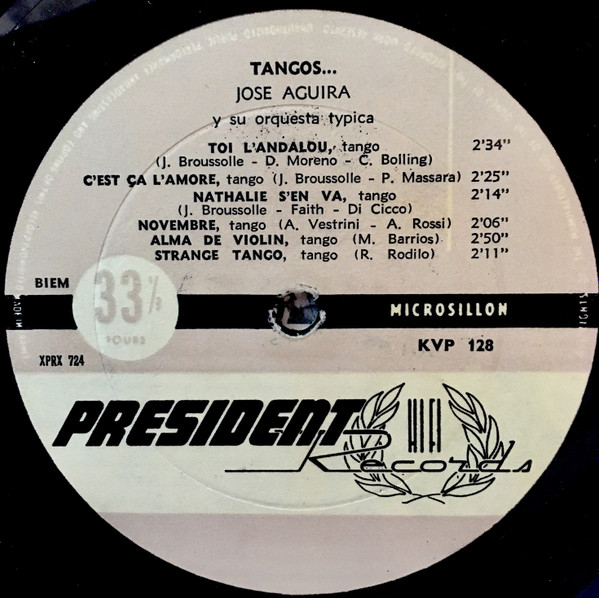 TANGOS...
JOSE AGUIRA
y su orquesta typica
TOI L'ANDALOU, tango 2'34"
(J. Broussolle - D. Moreno - C. Bolling)
C'EST ÇA L'AMORE, tango (J. Broussolle - P. Massara) 2'25"
NATHALIE S'EN VA, tango 2'14"
(J. Broussolle - Faith - Di Cicco)
NOVEMBRE, tango (A. Vestrini - A. Rossi) 2'06"
ALMA DE VIOLIN, tango (M. Barrios) 2'50"
STRANGE TANGO, tango (R. Rodilo) 2'11"
BIEM
33 1/3
TOURS
MICROSILLON
KVP 128
XPRX 724
PRESIDENT
HIFI
Records